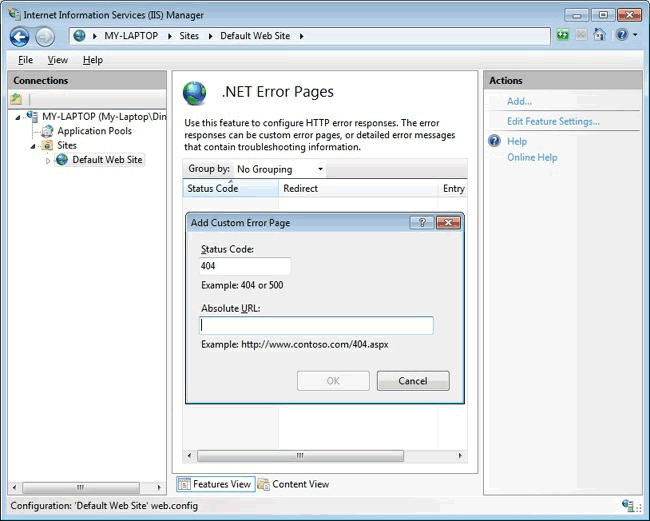 Internet Information Services (IIS) Manager
MY-LAPTOP Sites Default Web Site
File View Help
Connections
MY-LAPTOP (My-Laptop\Din
Application Pools
Sites
Default Web Site
.NET Error Pages
Use this feature to configure HTTP error responses. The error
responses can be custom error pages, or detailed error messages
that contain troubleshooting information.
Group by: No Grouping
Status Code Redirect Entry
Add Custom Error Page
Status Code:
404
Example: 404 or 500
Absolute URL:
Example: http://www.contoso.com/404.aspx
OK Cancel
Features View Content View
Actions
Add...
Edit Feature Settings...
Help
Online Help
Configuration: 'Default Web Site' web.config